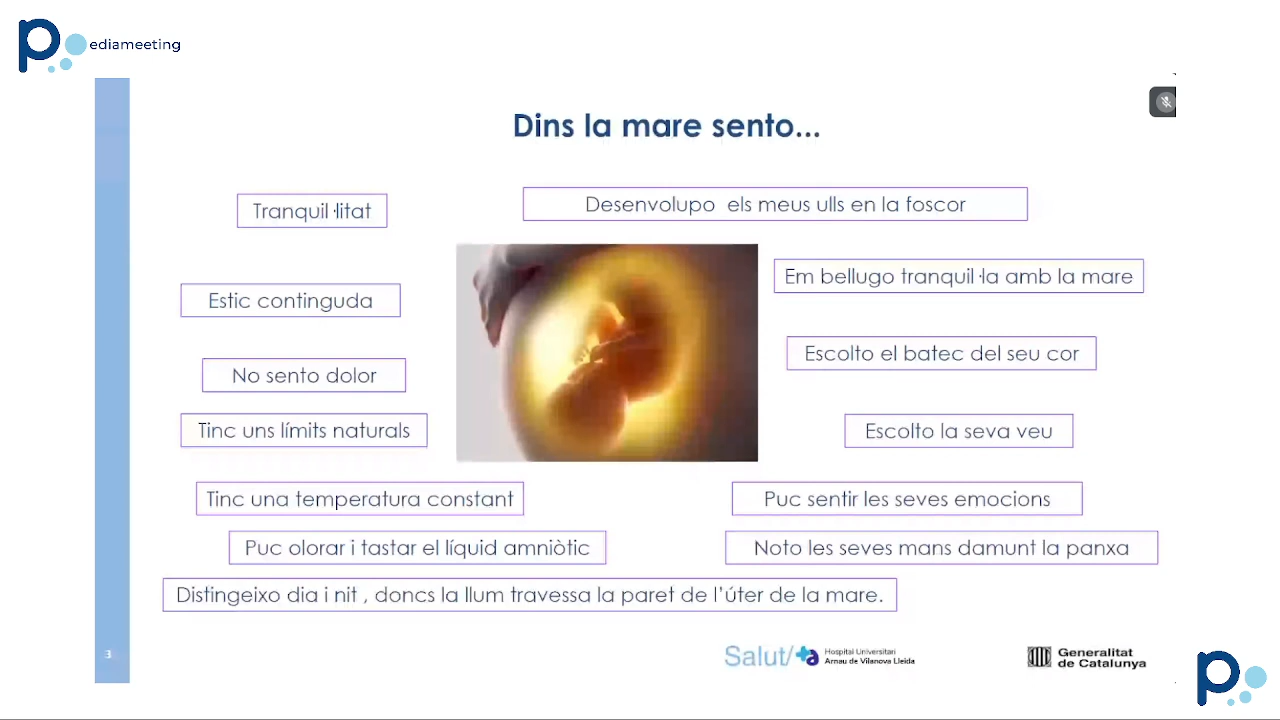 Pediameeting
Dins la mare sento...
Tranquil·litat
Desenvolupo els meus ulls en la foscor
Em bellugo tranquil·la amb la mare
Estic continguda
Escolto el batec del seu cor
No sento dolor
Tinc uns límits naturals
Escolto la seva veu
Tinc una temperatura constant
Puc sentir les seves emocions
Puc olorar i tastar el líquid amniòtic
Noto les seves mans damunt la panxa
Distingeixo dia i nit , doncs la llum travessa la paret de l'úter de la mare.
3
Salut/
Hospital Universitari
Arnau de Vilanova Lleida
Generalitat
de Catalunya
p